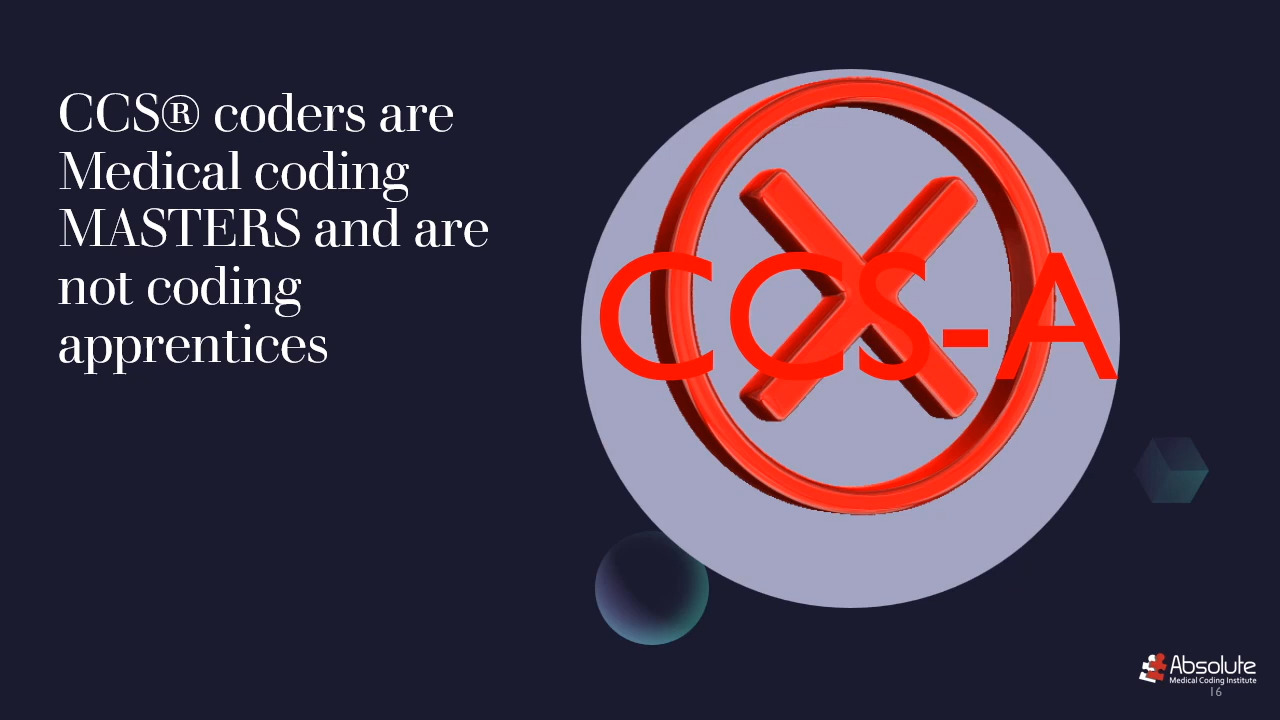 CCS® coders are
Medical coding
MASTERS and are
not coding
apprentices
CCS-A
Absolute
Medical Coding Institute
16